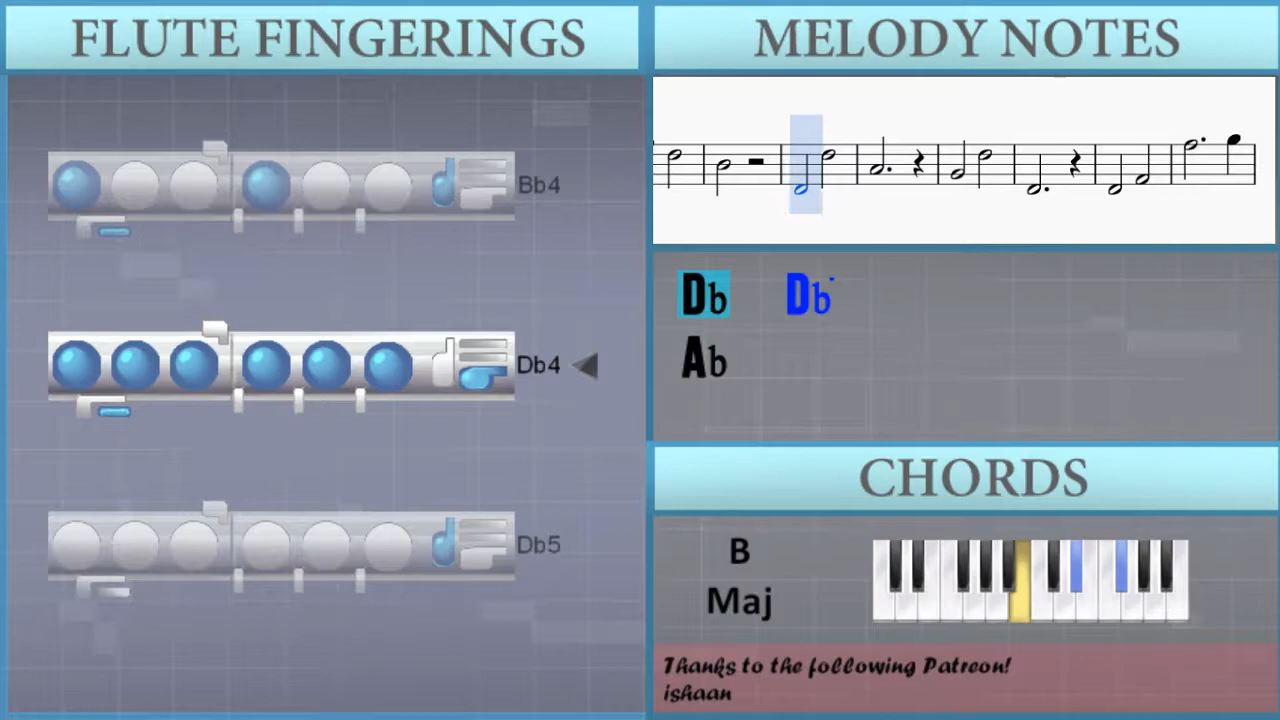 FLUTE FINGERINGS
Bb4
Db4
Db5
MELODY NOTES
Db Db·
Ab
CHORDS
B
Maj
Thanks to the following Patreon!
ishaan